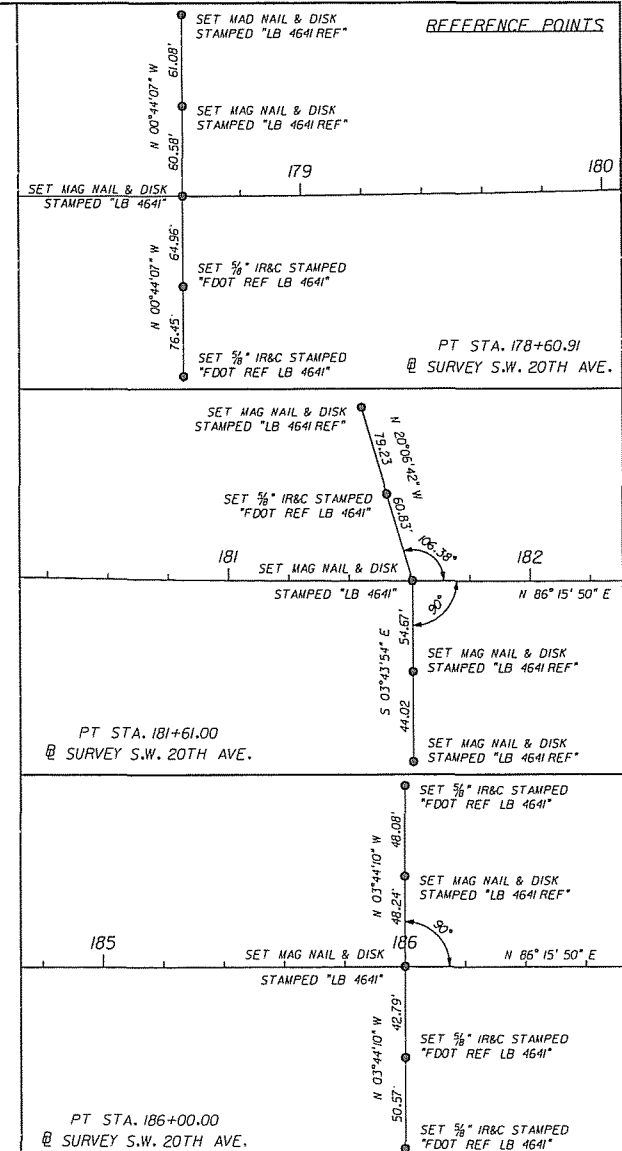 REFERENCE POINTS
SET MAD NAIL & DISK
STAMPED "LB 4641 REF"
61.08'
N 00°44'07" W
SET MAG NAIL & DISK
STAMPED "LB 4641 REF"
60.58'
179
180
SET MAG NAIL & DISK
STAMPED "LB 4641"
64.96'
N 00°44'07" W
SET 5/8" IR&C STAMPED
"FDOT REF LB 4641"
76.45'
SET 5/8" IR&C STAMPED
"FDOT REF LB 4641"
PT STA. 178+60.91
℄ SURVEY S.W. 20TH AVE.
SET MAG NAIL & DISK
STAMPED "LB 4641 REF"
N 20°06'42" W
79.23
SET 5/8" IR&C STAMPED
"FDOT REF LB 4641"
60.83'
106.38°
181
182
SET MAG NAIL & DISK
STAMPED "LB 4641"
N 86°15'50" E
90°
54.67'
S 03°43'54" E
SET MAG NAIL & DISK
STAMPED "LB 4641 REF"
44.02
SET MAG NAIL & DISK
STAMPED "LB 4641 REF"
PT STA. 181+61.00
℄ SURVEY S.W. 20TH AVE.
SET 5/8" IR&C STAMPED
"FDOT REF LB 4641"
48.08'
N 03°44'10" W
SET MAG NAIL & DISK
STAMPED "LB 4641 REF"
48.24'
90°
185
186
SET MAG NAIL & DISK
STAMPED "LB 4641"
N 86°15'50" E
42.79'
N 03°44'10" W
SET 5/8" IR&C STAMPED
"FDOT REF LB 4641"
50.57'
SET 5/8" IR&C STAMPED
"FDOT REF LB 4641"
PT STA. 186+00.00
℄ SURVEY S.W. 20TH AVE.